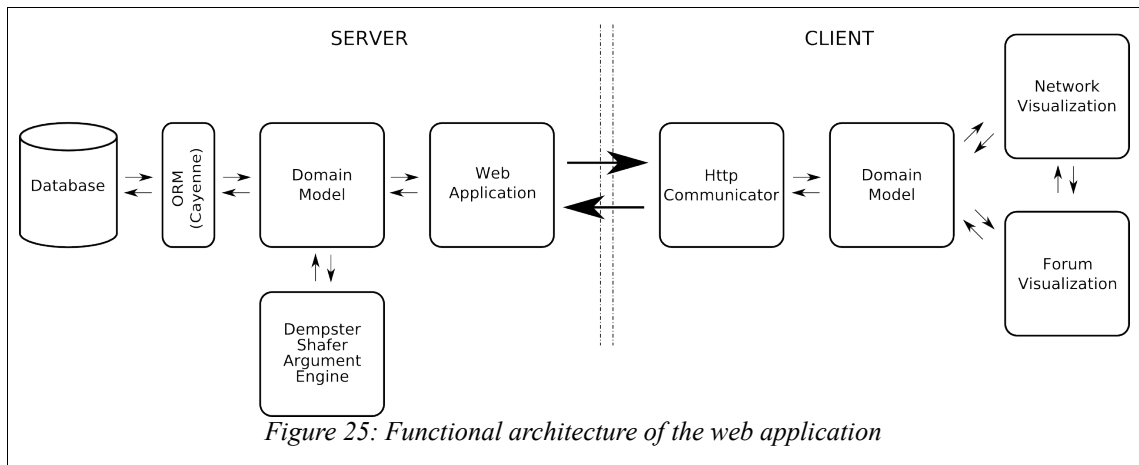 SERVER
CLIENT
Database
ORM
(Cayenne)
Domain
Model
Web
Application
Dempster
Shafer
Argument
Engine
Http
Communicator
Domain
Model
Network
Visualization
Forum
Visualization
Figure 25: Functional architecture of the web application